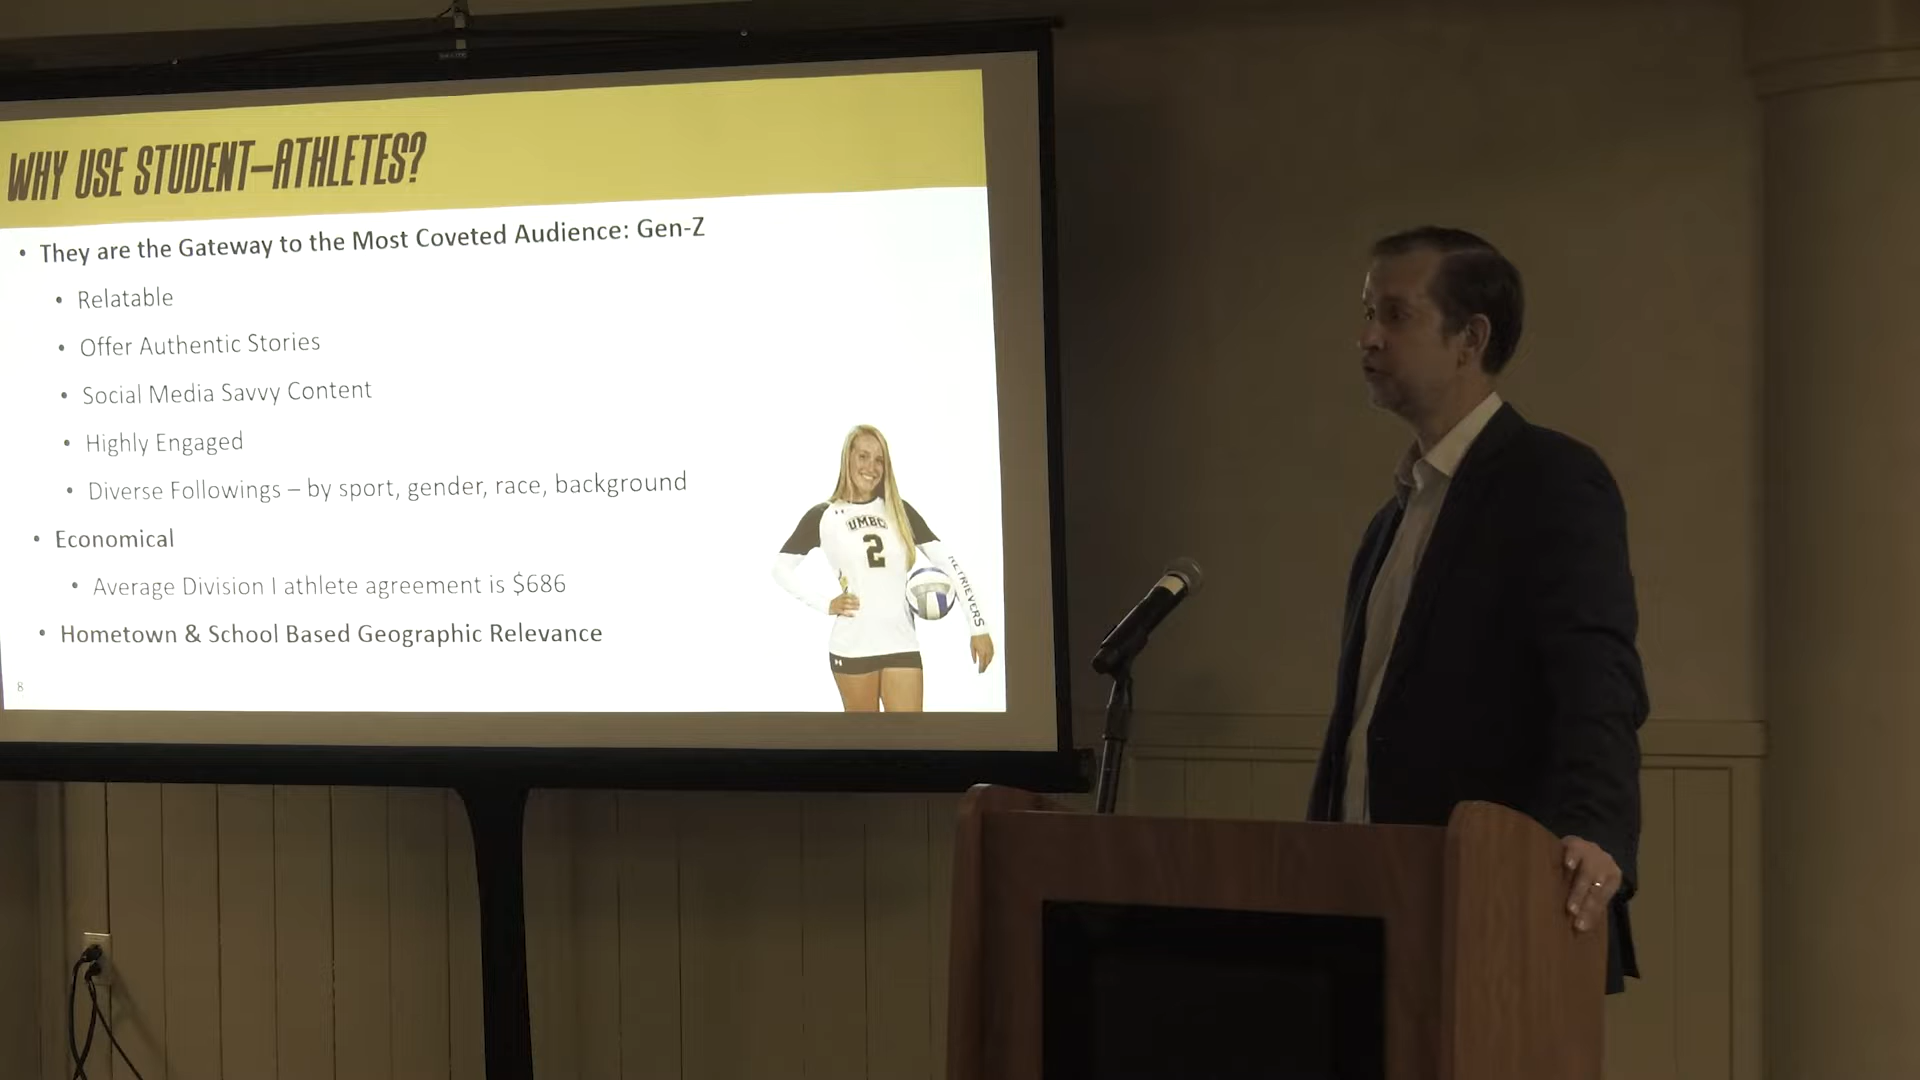 WHY USE STUDENT–ATHLETES?
• They are the Gateway to the Most Coveted Audience: Gen-Z
• Relatable
• Offer Authentic Stories
• Social Media Savvy Content
• Highly Engaged
• Diverse Followings – by sport, gender, race, background
• Economical
• Average Division I athlete agreement is $686
• Hometown & School Based Geographic Relevance
8
UMBC
2
RETRIEVERS